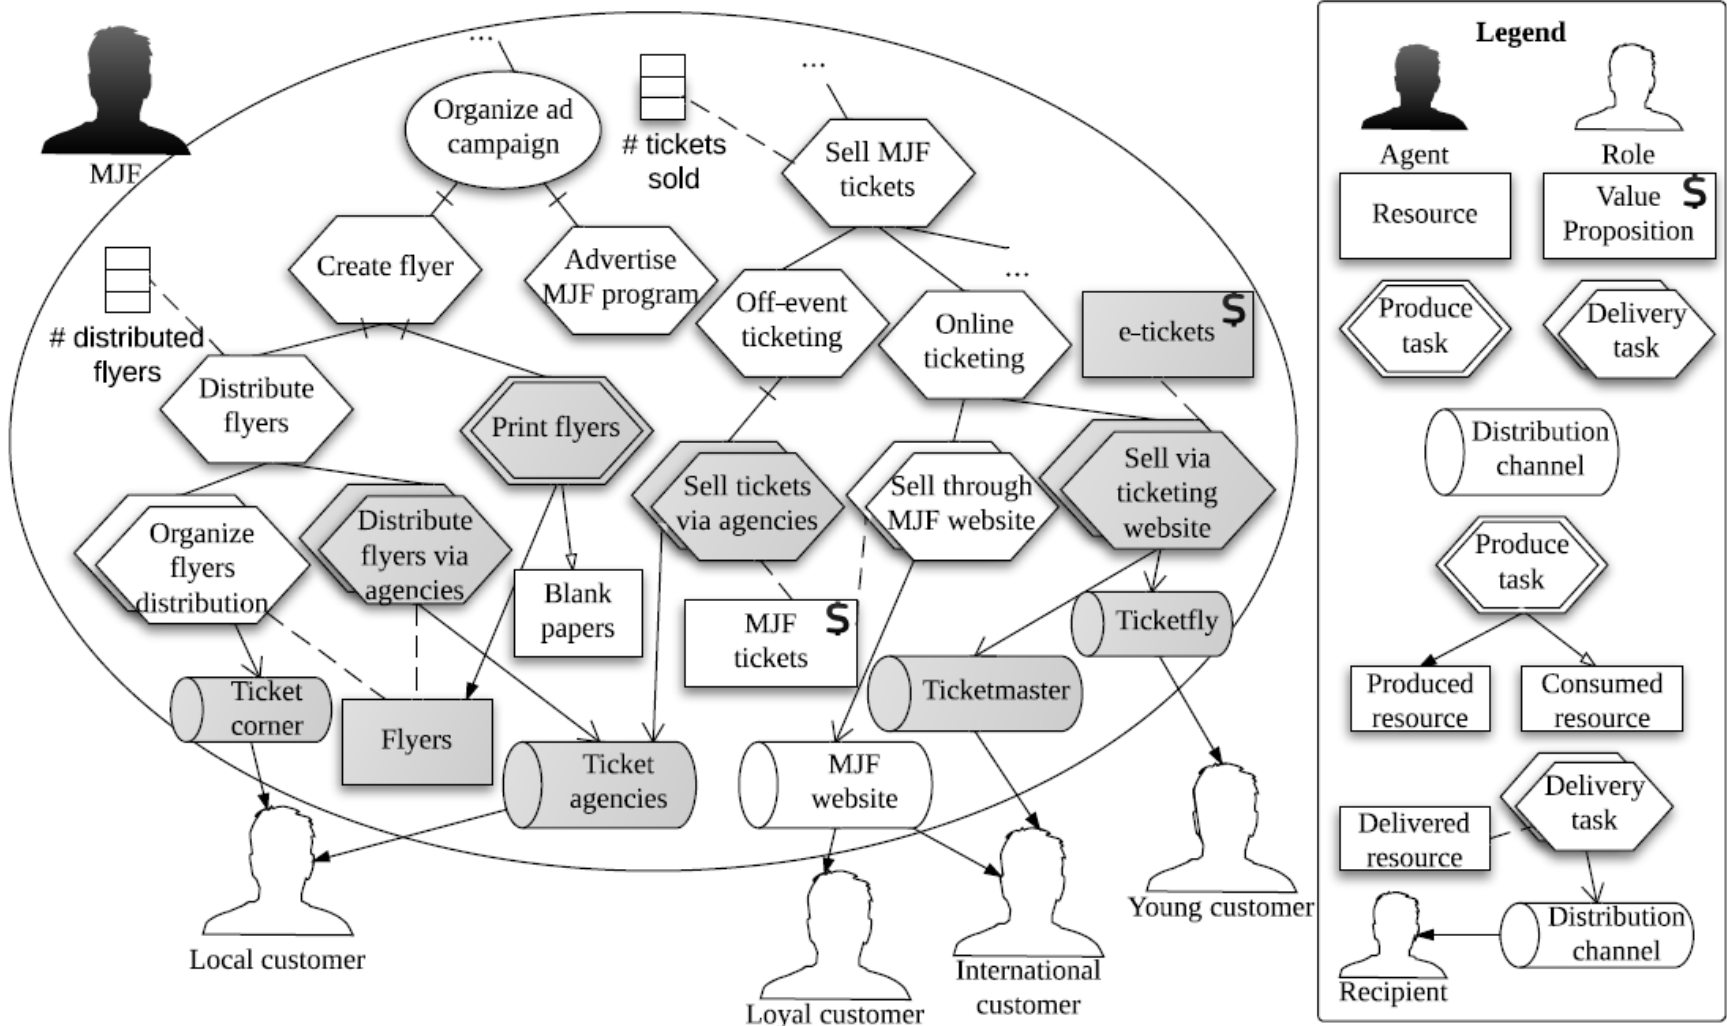 ...
...
MJF
Organize ad
campaign
# tickets
sold
Sell MJF
tickets
...
Create flyer
Advertise
MJF program
Off-event
ticketing
Online
ticketing
e-tickets
$
# distributed
flyers
Distribute
flyers
Print flyers
Sell tickets
via agencies
Sell through
MJF website
Sell via
ticketing
website
Organize
flyers
distribution
Distribute
flyers via
agencies
Blank
papers
MJF
tickets
$
Ticketfly
Ticketmaster
Ticket
corner
Flyers
Ticket
agencies
MJF
website
Local customer
Loyal customer
International
customer
Young customer
Legend
Agent
Role
Resource
Value
Proposition
$
Produce
task
Delivery
task
Distribution
channel
Produce
task
Produced
resource
Consumed
resource
Delivery
task
Delivered
resource
Distribution
channel
Recipient